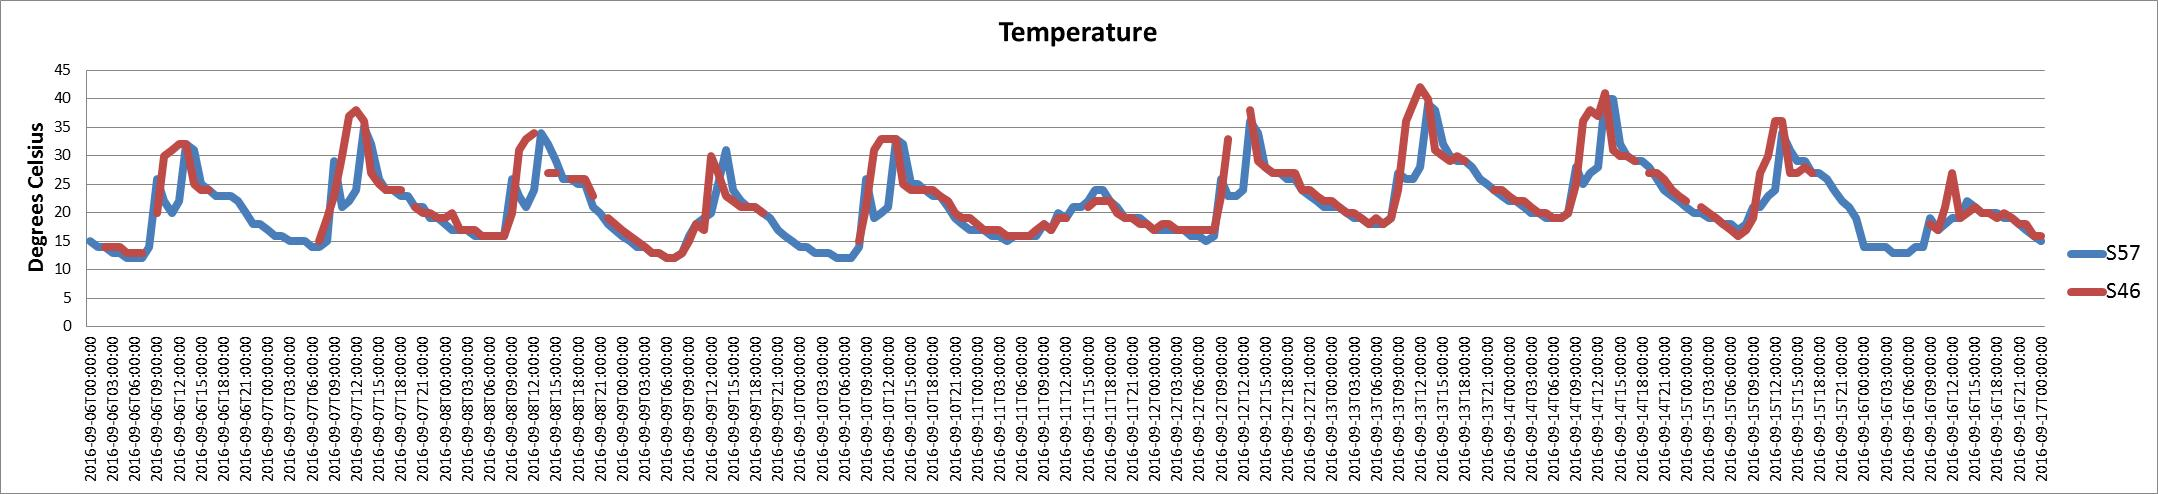 Temperature
Degrees Celsius
45
40
35
30
25
20
15
10
5
0
2016-09-06T00:00:00
2016-09-06T03:00:00
2016-09-06T06:00:00
2016-09-06T09:00:00
2016-09-06T12:00:00
2016-09-06T15:00:00
2016-09-06T18:00:00
2016-09-06T21:00:00
2016-09-07T00:00:00
2016-09-07T03:00:00
2016-09-07T06:00:00
2016-09-07T09:00:00
2016-09-07T12:00:00
2016-09-07T15:00:00
2016-09-07T18:00:00
2016-09-07T21:00:00
2016-09-08T00:00:00
2016-09-08T03:00:00
2016-09-08T06:00:00
2016-09-08T09:00:00
2016-09-08T12:00:00
2016-09-08T15:00:00
2016-09-08T18:00:00
2016-09-08T21:00:00
2016-09-09T00:00:00
2016-09-09T03:00:00
2016-09-09T06:00:00
2016-09-09T09:00:00
2016-09-09T12:00:00
2016-09-09T15:00:00
2016-09-09T18:00:00
2016-09-09T21:00:00
2016-09-10T00:00:00
2016-09-10T03:00:00
2016-09-10T06:00:00
2016-09-10T09:00:00
2016-09-10T12:00:00
2016-09-10T15:00:00
2016-09-10T18:00:00
2016-09-10T21:00:00
2016-09-11T00:00:00
2016-09-11T03:00:00
2016-09-11T06:00:00
2016-09-11T09:00:00
2016-09-11T12:00:00
2016-09-11T15:00:00
2016-09-11T18:00:00
2016-09-11T21:00:00
2016-09-12T00:00:00
2016-09-12T03:00:00
2016-09-12T06:00:00
2016-09-12T09:00:00
2016-09-12T12:00:00
2016-09-12T15:00:00
2016-09-12T18:00:00
2016-09-12T21:00:00
2016-09-13T00:00:00
2016-09-13T03:00:00
2016-09-13T06:00:00
2016-09-13T09:00:00
2016-09-13T12:00:00
2016-09-13T15:00:00
2016-09-13T18:00:00
2016-09-13T21:00:00
2016-09-14T00:00:00
2016-09-14T03:00:00
2016-09-14T06:00:00
2016-09-14T09:00:00
2016-09-14T12:00:00
2016-09-14T15:00:00
2016-09-14T18:00:00
2016-09-14T21:00:00
2016-09-15T00:00:00
2016-09-15T03:00:00
2016-09-15T06:00:00
2016-09-15T09:00:00
2016-09-15T12:00:00
2016-09-15T15:00:00
2016-09-15T18:00:00
2016-09-15T21:00:00
2016-09-16T00:00:00
2016-09-16T03:00:00
2016-09-16T06:00:00
2016-09-16T09:00:00
2016-09-16T12:00:00
2016-09-16T15:00:00
2016-09-16T18:00:00
2016-09-16T21:00:00
2016-09-17T00:00:00
S57
S46